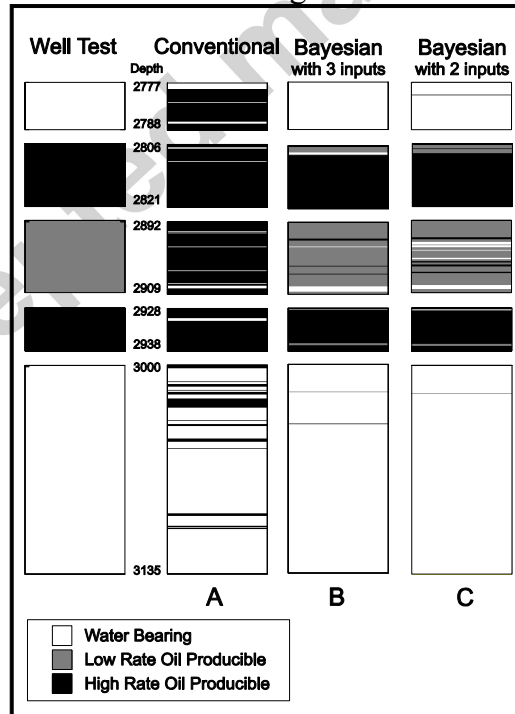 Well Test
Conventional
Bayesian
with 3 inputs
Bayesian
with 2 inputs
Depth
2777
2788
2806
2821
2892
2909
2928
2938
3000
3135
A
B
C
Water Bearing
Low Rate Oil Producible
High Rate Oil Producible